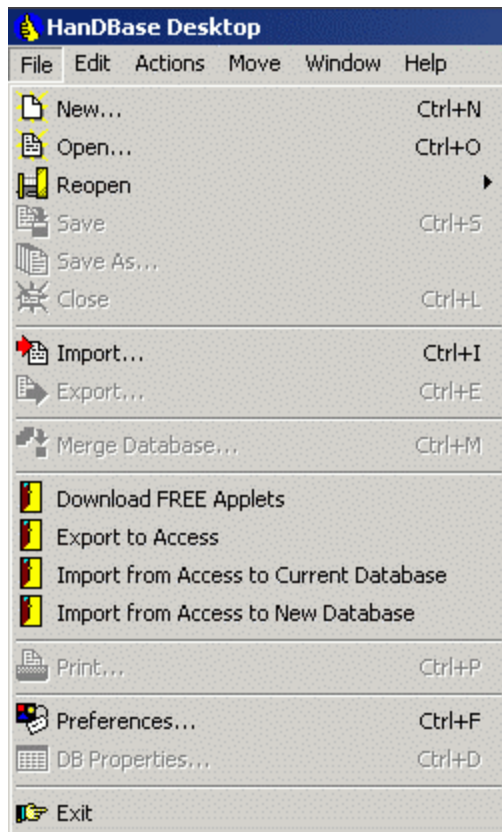 HanDBase Desktop
File Edit Actions Move Window Help
New... Ctrl+N
Open... Ctrl+O
Reopen
Save Ctrl+S
Save As...
Close Ctrl+L
Import... Ctrl+I
Export... Ctrl+E
Merge Database... Ctrl+M
Download FREE Applets
Export to Access
Import from Access to Current Database
Import from Access to New Database
Print... Ctrl+P
Preferences... Ctrl+F
DB Properties... Ctrl+D
Exit